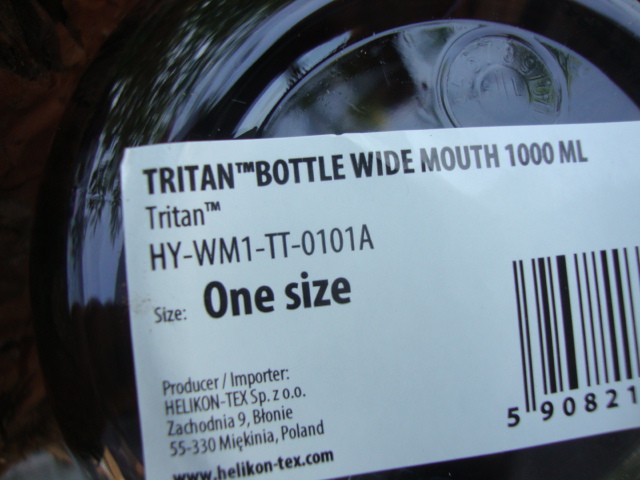 TRITAN™BOTTLE WIDE MOUTH 1000 ML
Tritan™
HY-WM1-TT-0101A
Size: One size
Producer / Importer:
HELIKON-TEX Sp. z o.o.
Zachodnia 9, Błonie
55-330 Miękinia, Poland
www.helikon-tex.com
5 90821